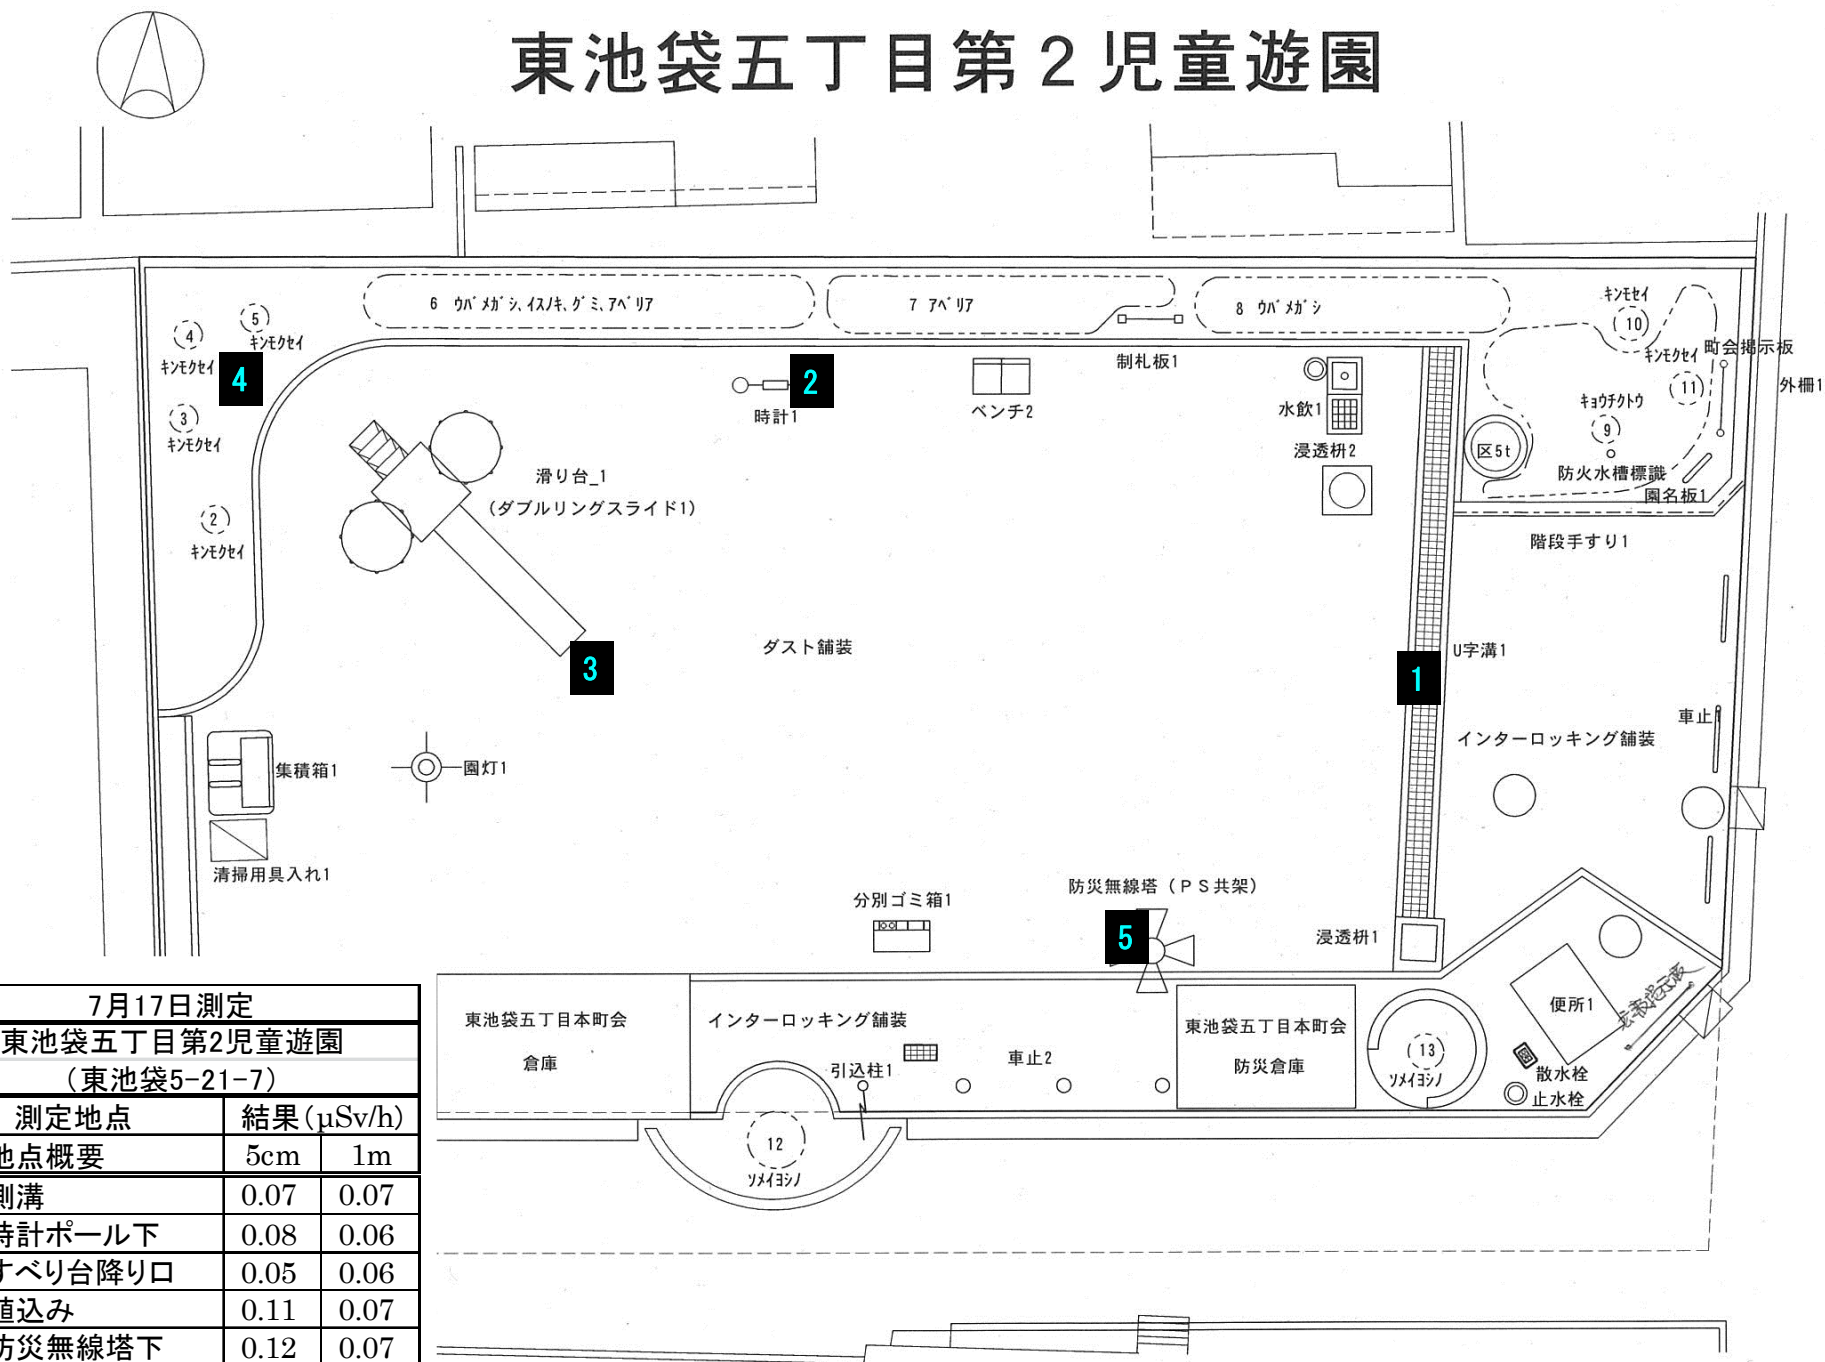 東池袋五丁目第２児童遊園
6 ｳﾊﾞﾒｶﾞｼ､ｲｽﾉｷ､ｸﾞﾐ､ｱﾍﾞﾘｱ
7 ｱﾍﾞﾘｱ
8 ｳﾊﾞﾒｶﾞｼ
ｷﾝﾓｾｲ
10
ｷﾝﾓｸｾｲ
11
町会掲示板
外柵1
ｷｮｳﾁｸﾄｳ
9
防火水槽標識
園名板1
区5t
5
ｷﾝﾓｸｾｲ
4
ｷﾝﾓｸｾｲ
4
3
ｷﾝﾓｸｾｲ
2
ｷﾝﾓｸｾｲ
2
時計1
ベンチ2
制札板1
水飲1
浸透枡2
滑り台_1
(ダブルリングスライド1)
階段手すり1
3
ダスト舗装
1
U字溝1
車止1
インターロッキング舗装
集積箱1
園灯1
清掃用具入れ1
分別ゴミ箱1
防災無線塔（ＰＳ共架）
5
浸透枡1
東池袋五丁目本町会
倉庫
インターロッキング舗装
引込柱1
車止2
東池袋五丁目本町会
防災倉庫
13
ｿﾒｲﾖｼﾉ
便所1
散水栓
止水栓
12
ｿﾒｲﾖｼﾉ
7月17日測定
東池袋五丁目第2児童遊園
（東池袋5-21-7）
測定地点 結果(μSv/h)
地点概要 5cm 1m
側溝 0.07 0.07
時計ポール下 0.08 0.06
すべり台降り口 0.05 0.06
植込み 0.11 0.07
防災無線塔下 0.12 0.07